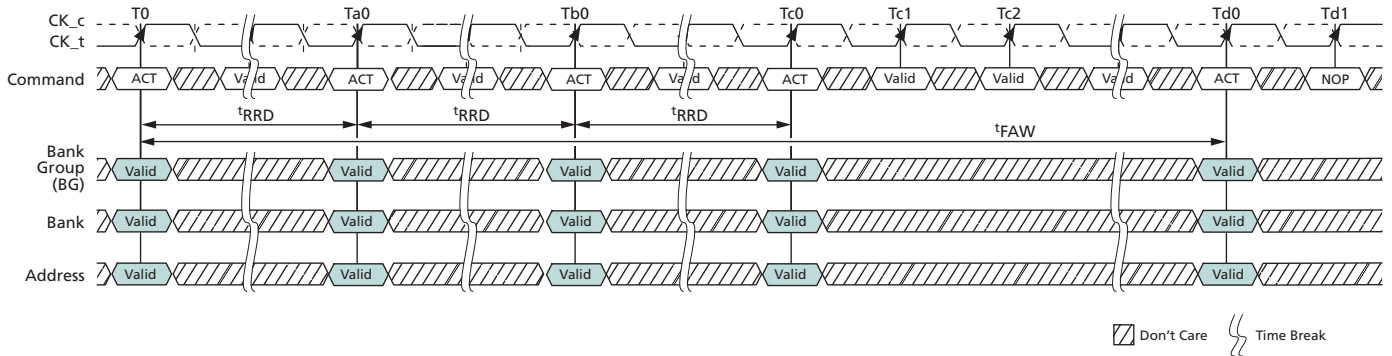 T0 Ta0 Tb0 Tc0 Tc1 Tc2 Td0 Td1
CK_c
CK_t
Command ACT Valid ACT Valid ACT Valid ACT Valid Valid Valid ACT NOP
tRRD tRRD tRRD
tFAW
Bank
Group
(BG)
Valid Valid Valid Valid Valid
Bank Valid Valid Valid Valid Valid
Address Valid Valid Valid Valid Valid
Don't Care Time Break